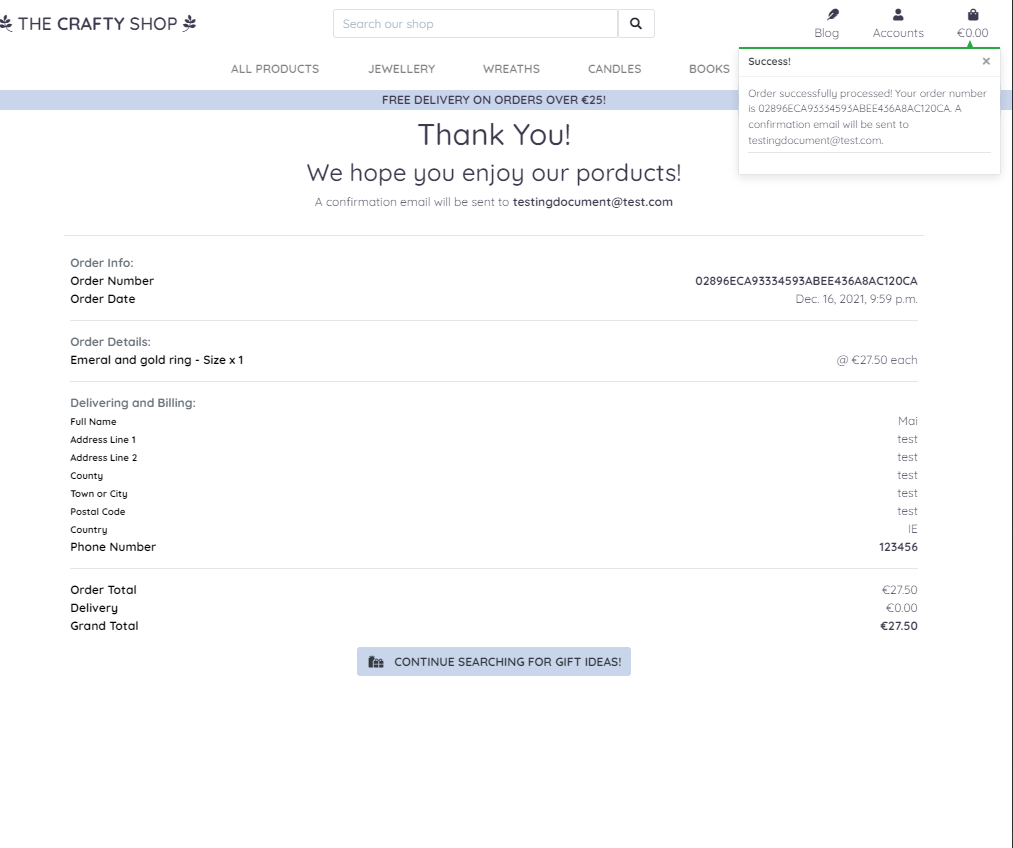 THE CRAFTY SHOP
Search our shop
Blog
Accounts
€0.00
ALL PRODUCTS JEWELLERY WREATHS CANDLES BOOKS
Success! ×
Order successfully processed! Your order number
is 02896ECA93334593ABEE436A8AC120CA. A
confirmation email will be sent to
testingdocument@test.com.
FREE DELIVERY ON ORDERS OVER €25!
Thank You!
We hope you enjoy our porducts!
A confirmation email will be sent to testingdocument@test.com
Order Info:
Order Number 02896ECA93334593ABEE436A8AC120CA
Order Date Dec. 16, 2021, 9:59 p.m.
Order Details:
Emeral and gold ring - Size x 1 @ €27.50 each
Delivering and Billing:
Full Name Mai
Address Line 1 test
Address Line 2 test
County test
Town or City test
Postal Code test
Country IE
Phone Number 123456
Order Total €27.50
Delivery €0.00
Grand Total €27.50
CONTINUE SEARCHING FOR GIFT IDEAS!